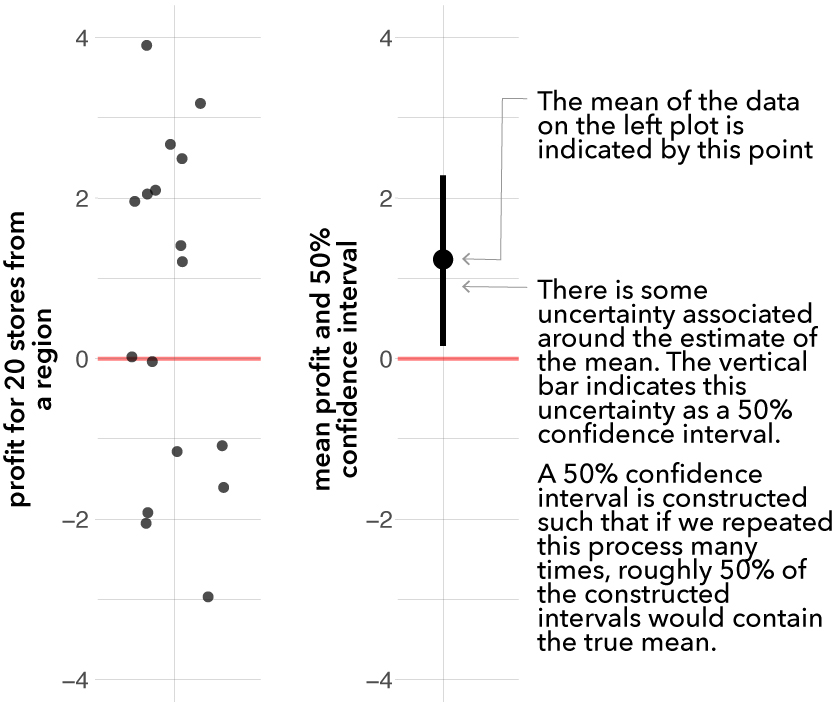 profit for 20 stores from
a region
4
2
0
−2
−4
mean profit and 50%
confidence interval
4
2
0
−2
−4
The mean of the data
on the left plot is
indicated by this point
There is some
uncertainty associated
around the estimate of
the mean. The vertical
bar indicates this
uncertainty as a 50%
confidence interval.
A 50% confidence
interval is constructed
such that if we repeated
this process many
times, roughly 50% of
the constructed
intervals would contain
the true mean.